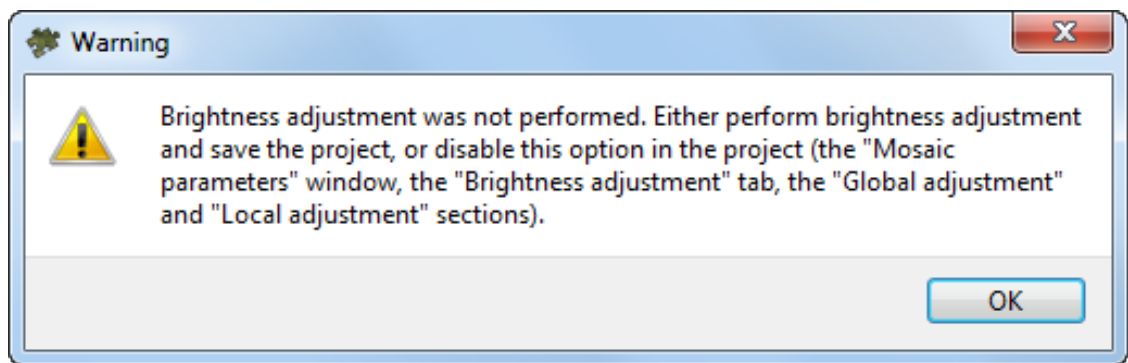 Warning
Brightness adjustment was not performed. Either perform brightness adjustment
and save the project, or disable this option in the project (the "Mosaic
parameters" window, the "Brightness adjustment" tab, the "Global adjustment"
and "Local adjustment" sections).
OK